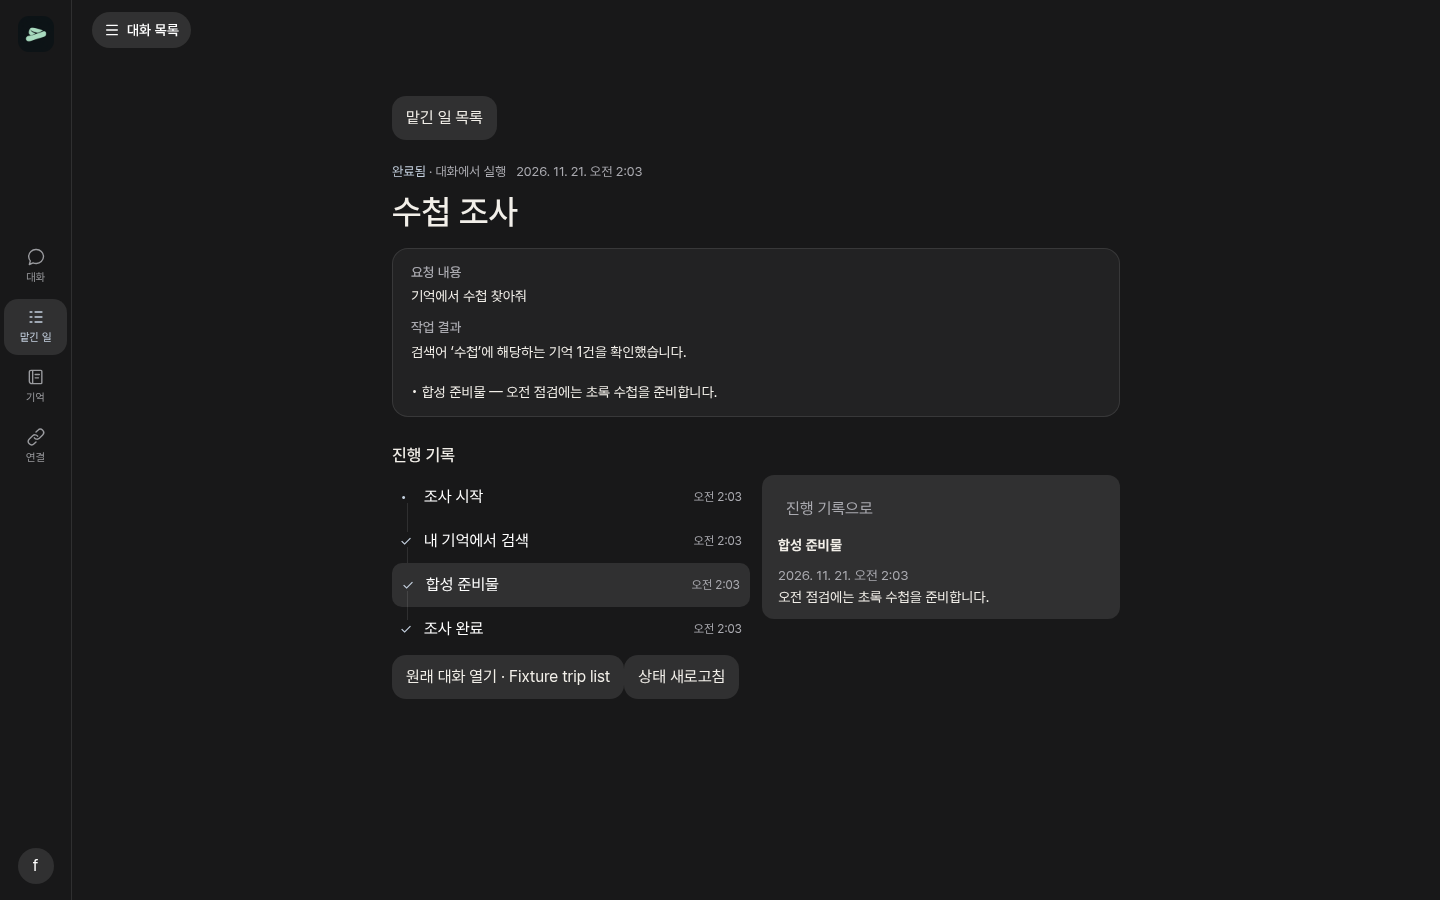 대화 목록
맡긴 일 목록
완료됨 · 대화에서 실행 2026. 11. 21. 오전 2:03
수첩 조사
요청 내용
기억에서 수첩 찾아줘
작업 결과
검색어 ‘수첩’에 해당하는 기억 1건을 확인했습니다.
• 합성 준비물 — 오전 점검에는 초록 수첩을 준비합니다.
진행 기록
조사 시작 오전 2:03
내 기억에서 검색 오전 2:03
합성 준비물 오전 2:03
조사 완료 오전 2:03
진행 기록으로
합성 준비물
2026. 11. 21. 오전 2:03
오전 점검에는 초록 수첩을 준비합니다.
원래 대화 열기 · Fixture trip list
상태 새로고침
대화
맡긴 일
기억
연결
f